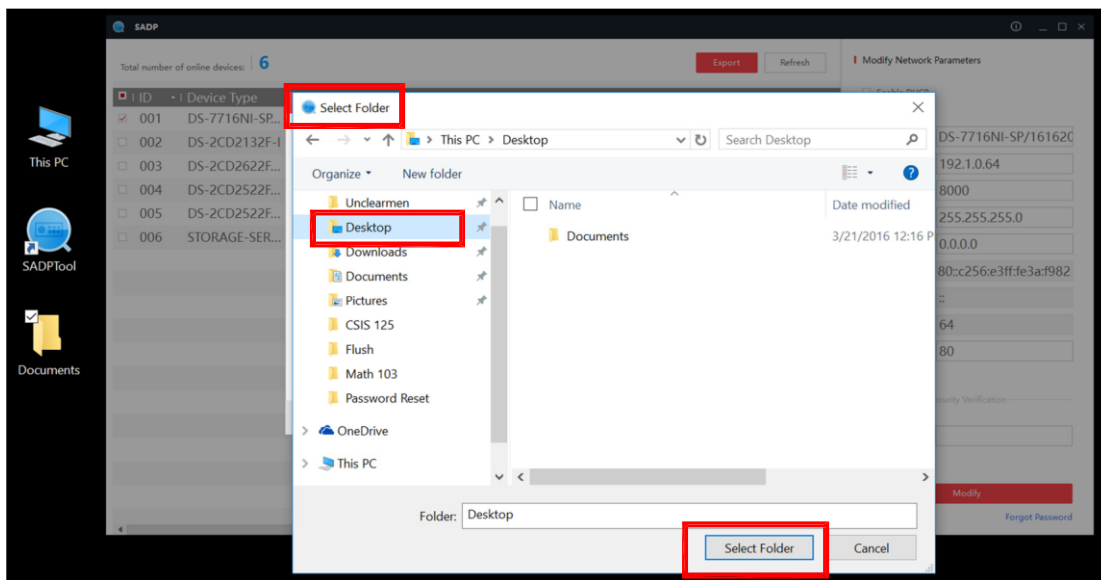 SADP
Total number of online devices: 6
Export
Refresh
Modify Network Parameters
Enable DHCP
ID
Device Type
001 DS-7716NI-SP...
002 DS-2CD2132F-I
003 DS-2CD2622F...
004 DS-2CD2522F...
005 DS-2CD2522F...
006 STORAGE-SER...
This PC
SADPTool
Documents
Select Folder
This PC > Desktop
Search Desktop
Organize
New folder
Unclearmen
Desktop
Downloads
Documents
Pictures
CSIS 125
Flush
Math 103
Password Reset
OneDrive
This PC
Name
Date modified
Documents
3/21/2016 12:16 P
Folder: Desktop
Select Folder
Cancel
DS-7716NI-SP/161620
192.1.0.64
8000
255.255.255.0
0.0.0.0
80::c256:e3ff:fe3a:f982
::
64
80
curity Verification
Modify
Forgot Password